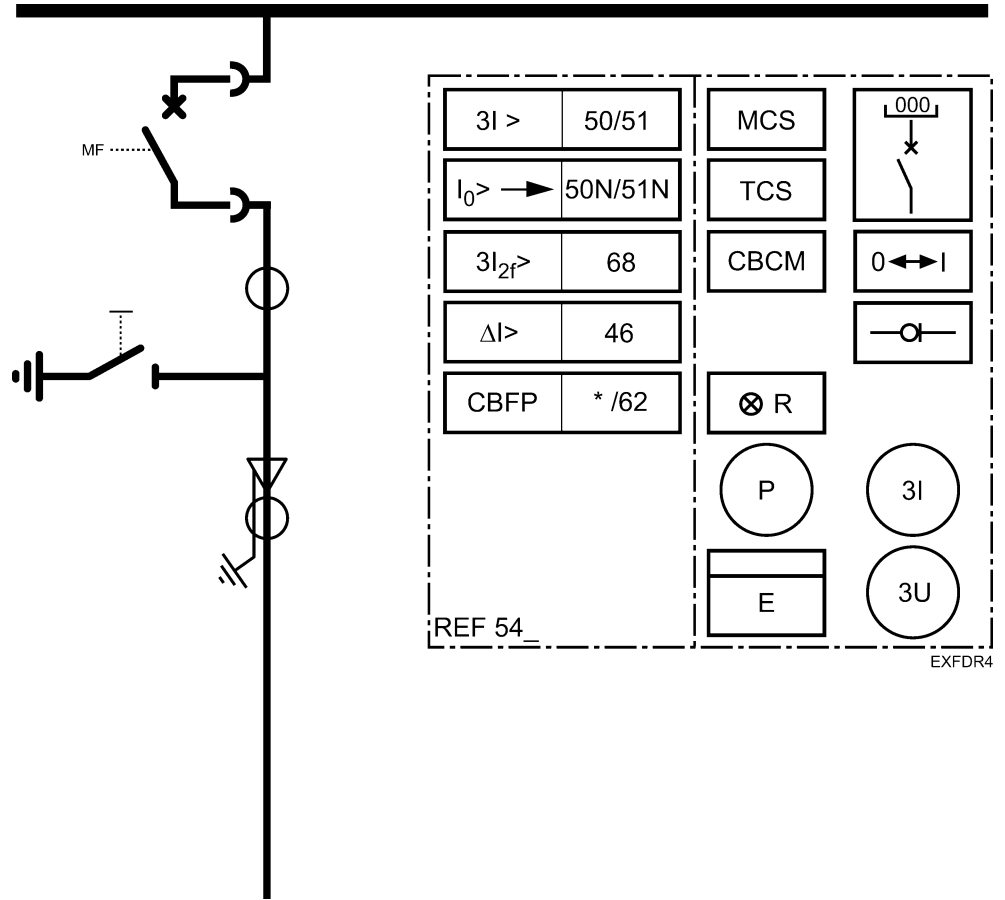 MF
3I > 50/51
I₀> 50N/51N
3I₂f> 68
ΔI> 46
CBFP * /62
REF 54_
MCS
000
TCS
CBCM
0 I
R
P
3I
E
3U
EXFDR4